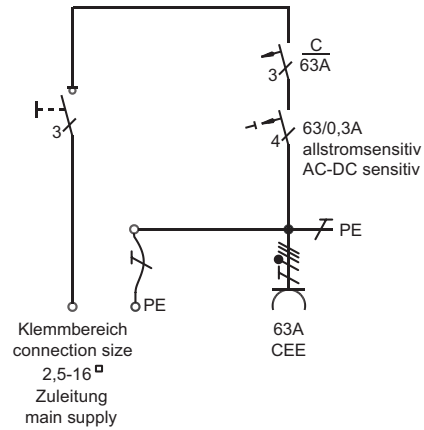 C
63A
3
3
63/0,3A
allstromsensitiv
AC-DC sensitiv
4
PE
PE
Klemmbereich
connection size
2,5-16□
Zuleitung
main supply
63A
CEE